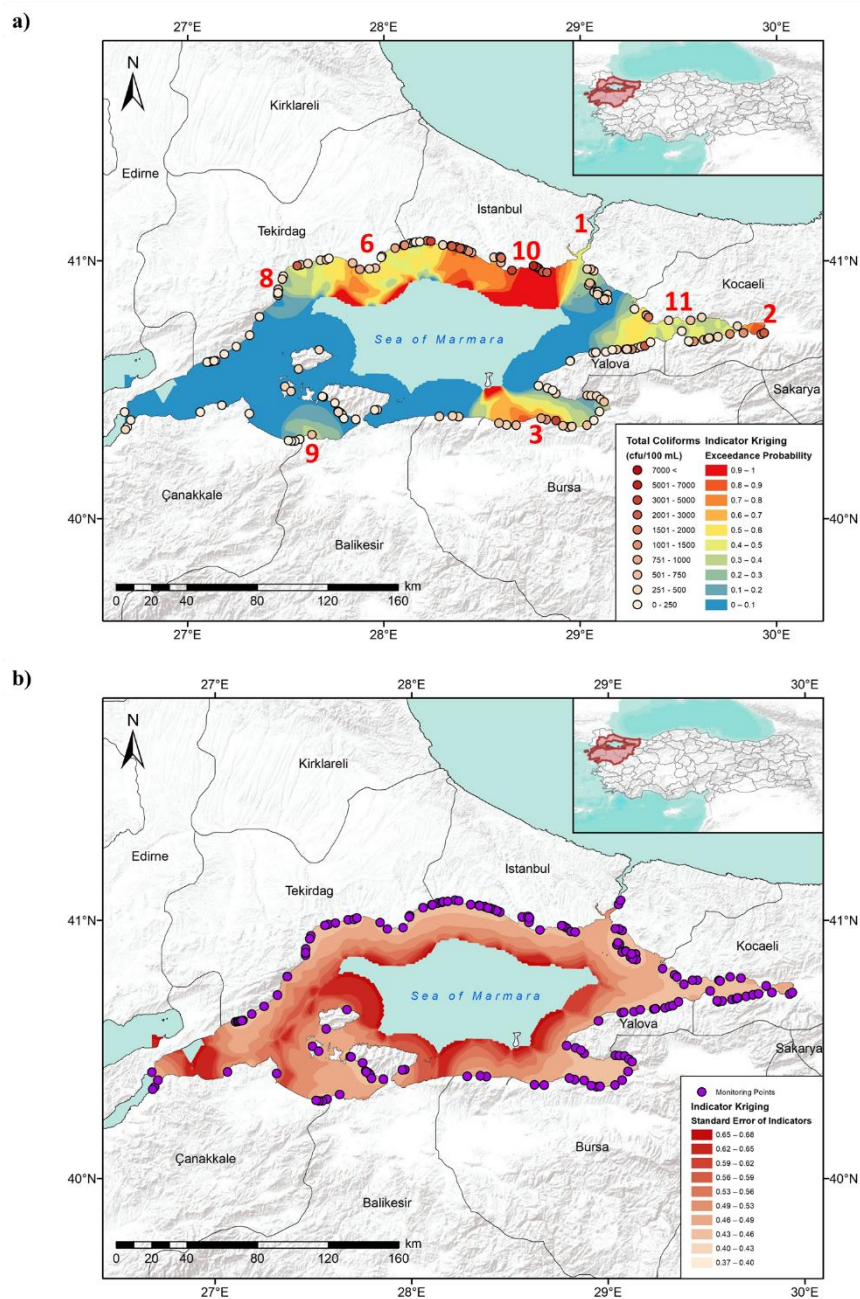 a)
27°E 28°E 29°E 30°E
N
Kirklareli
Edirne
Istanbul
1
Tekirdag
41°N 41°N
6
10
Kocaeli
8
11
2
Sea of Marmara
Yalova
Sakarya
3
9
Çanakkale
Bursa
40°N 40°N
Balikesir
Total Coliforms
(cfu/100 mL)
7000 <
5001 - 7000
3001 - 5000
2001 - 3000
1501 - 2000
1001 - 1500
751 - 1000
501 - 750
251 - 500
0 - 250
Indicator Kriging
Exceedance Probability
0.9 – 1
0.8 – 0.9
0.7 – 0.8
0.6 – 0.7
0.5 – 0.6
0.4 – 0.5
0.3 – 0.4
0.2 – 0.3
0.1 – 0.2
0 – 0.1
km
0 20 40 80 120 160
27°E 28°E 29°E 30°E
b)
27°E 28°E 29°E 30°E
N
Kirklareli
Edirne
Istanbul
Tekirdag
41°N 41°N
Kocaeli
Sea of Marmara
Yalova
Sakarya
Çanakkale
Bursa
40°N 40°N
Balikesir
Monitoring Points
Indicator Kriging
Standard Error of Indicators
0.65 – 0.68
0.62 – 0.65
0.59 – 0.62
0.56 – 0.59
0.53 – 0.56
0.49 – 0.53
0.46 – 0.49
0.43 – 0.46
0.40 – 0.43
0.37 – 0.40
km
0 20 40 80 120 160
27°E 28°E 29°E 30°E